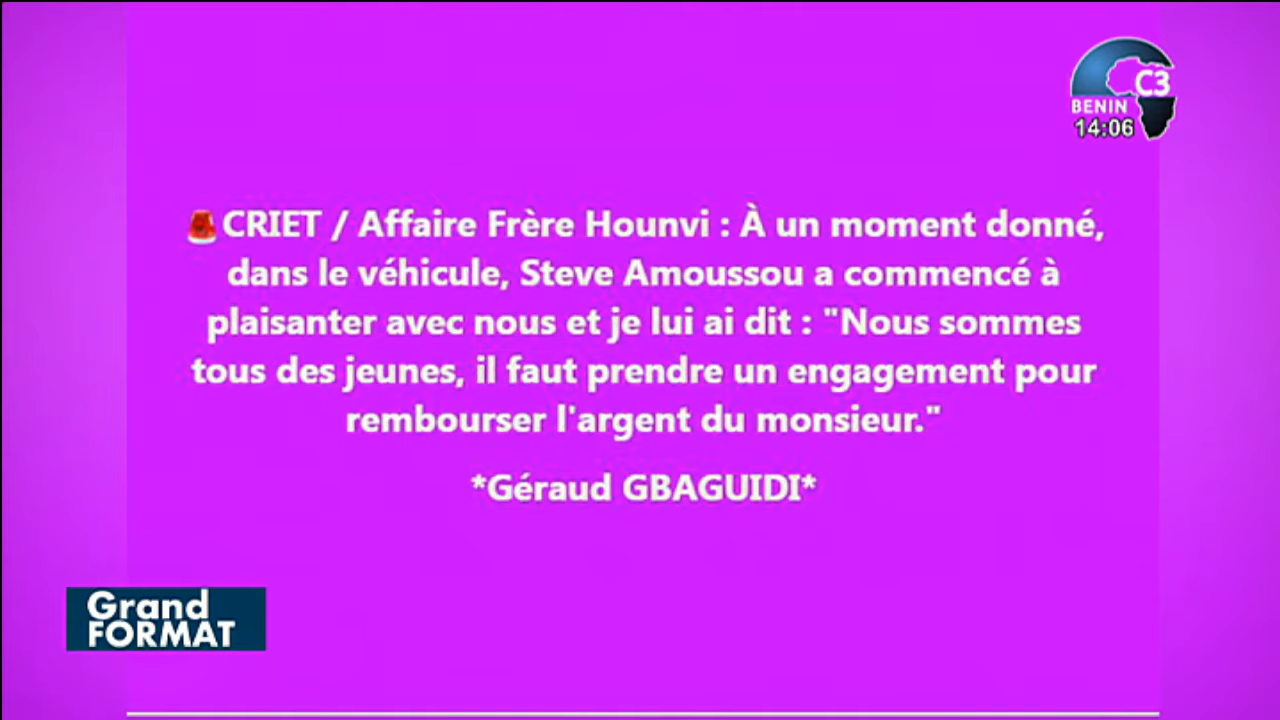 C3
BENIN
14:06
🚨CRIET / Affaire Frère Hounvi : À un moment donné,
dans le véhicule, Steve Amoussou a commencé à
plaisanter avec nous et je lui ai dit : "Nous sommes
tous des jeunes, il faut prendre un engagement pour
rembourser l'argent du monsieur."
*Géraud GBAGUIDI*
Grand
FORMAT